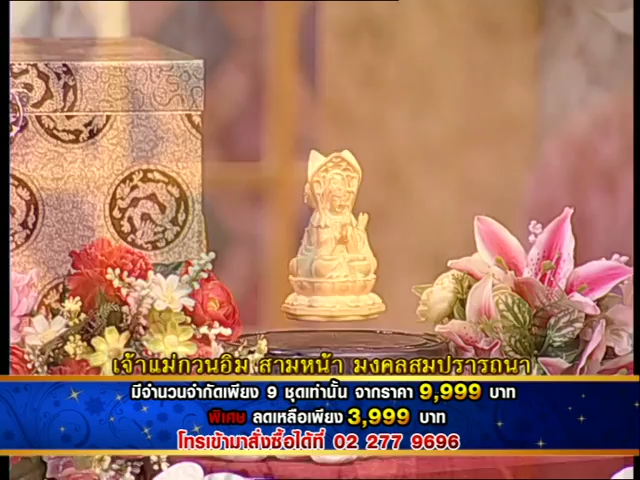 เจ้าแม่กวนอิม สามหน้า มงคลสมปรารถนา
มีจำนวนจำกัดเพียง 9 ชุดเท่านั้น จากราคา 9,999 บาท
พิเศษ ลดเหลือเพียง 3,999 บาท
โทรเข้ามาสั่งซื้อได้ที่ 02 277 9696